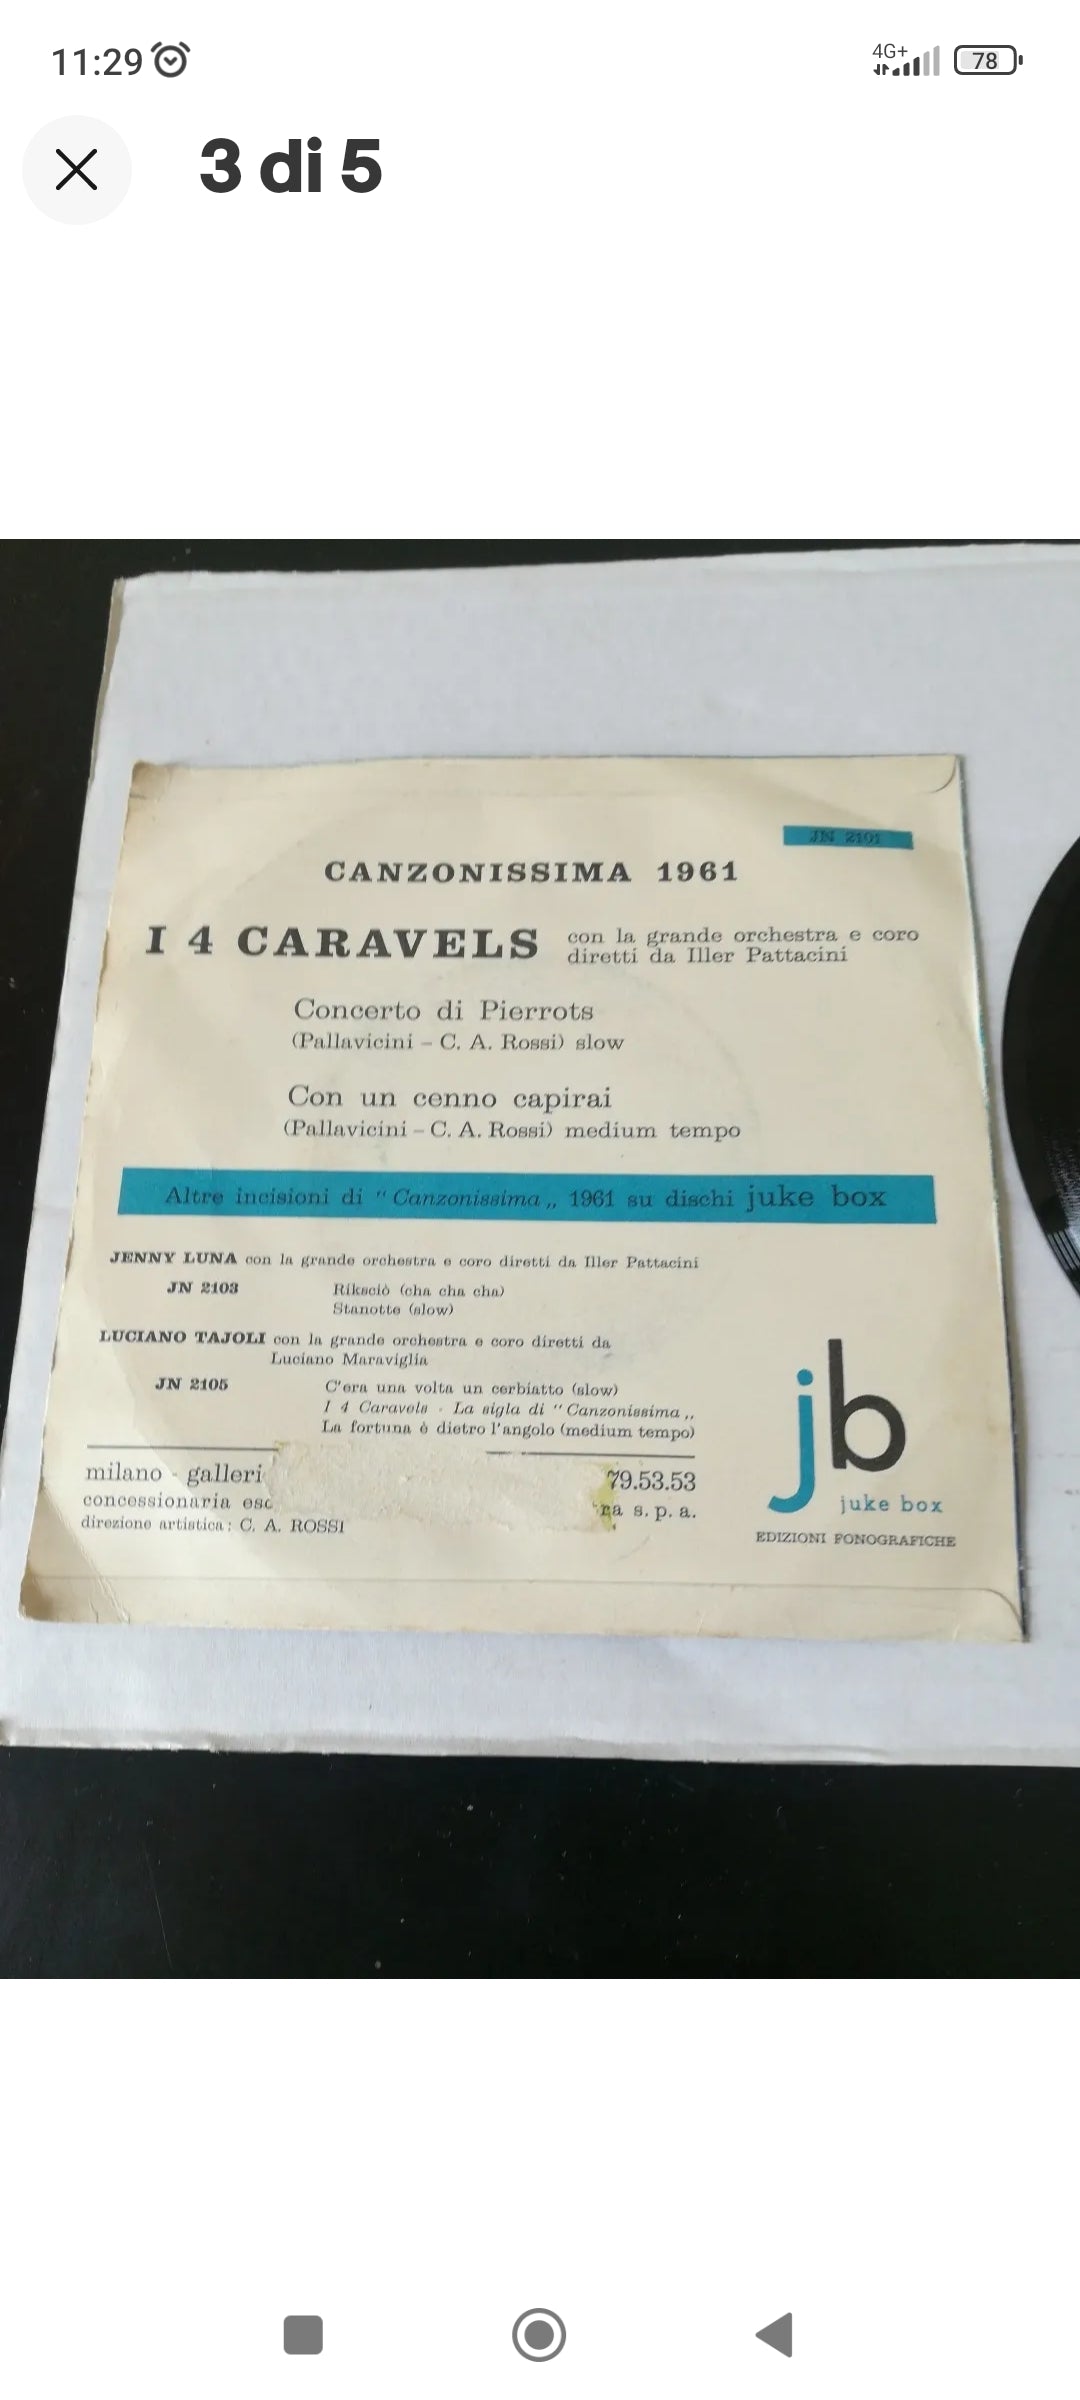 11:29
4G+
78
3 di 5
JN 2101
CANZONISSIMA 1961
I 4 CARAVELS con la grande orchestra e coro
diretti da Iller Pattacini
Concerto di Pierrots
(Pallavicini - C. A. Rossi) slow
Con un cenno capirai
(Pallavicini - C. A. Rossi) medium tempo
Altre incisioni di "Canzonissima„ 1961 su dischi juke box
JENNY LUNA con la grande orchestra e coro diretti da Iller Pattacini
JN 2103 Riksciò (cha cha cha)
Stanotte (slow)
LUCIANO TAJOLI con la grande orchestra e coro diretti da
Luciano Maraviglia
JN 2105 C'era una volta un cerbiatto (slow)
I 4 Caravels - La sigla di "Canzonissima„
La fortuna è dietro l'angolo (medium tempo)
milano - galleri 79.53.53
concessionaria esc ra s. p. a.
direzione artistica: C. A. ROSSI
jb
juke box
EDIZIONI FONOGRAFICHE